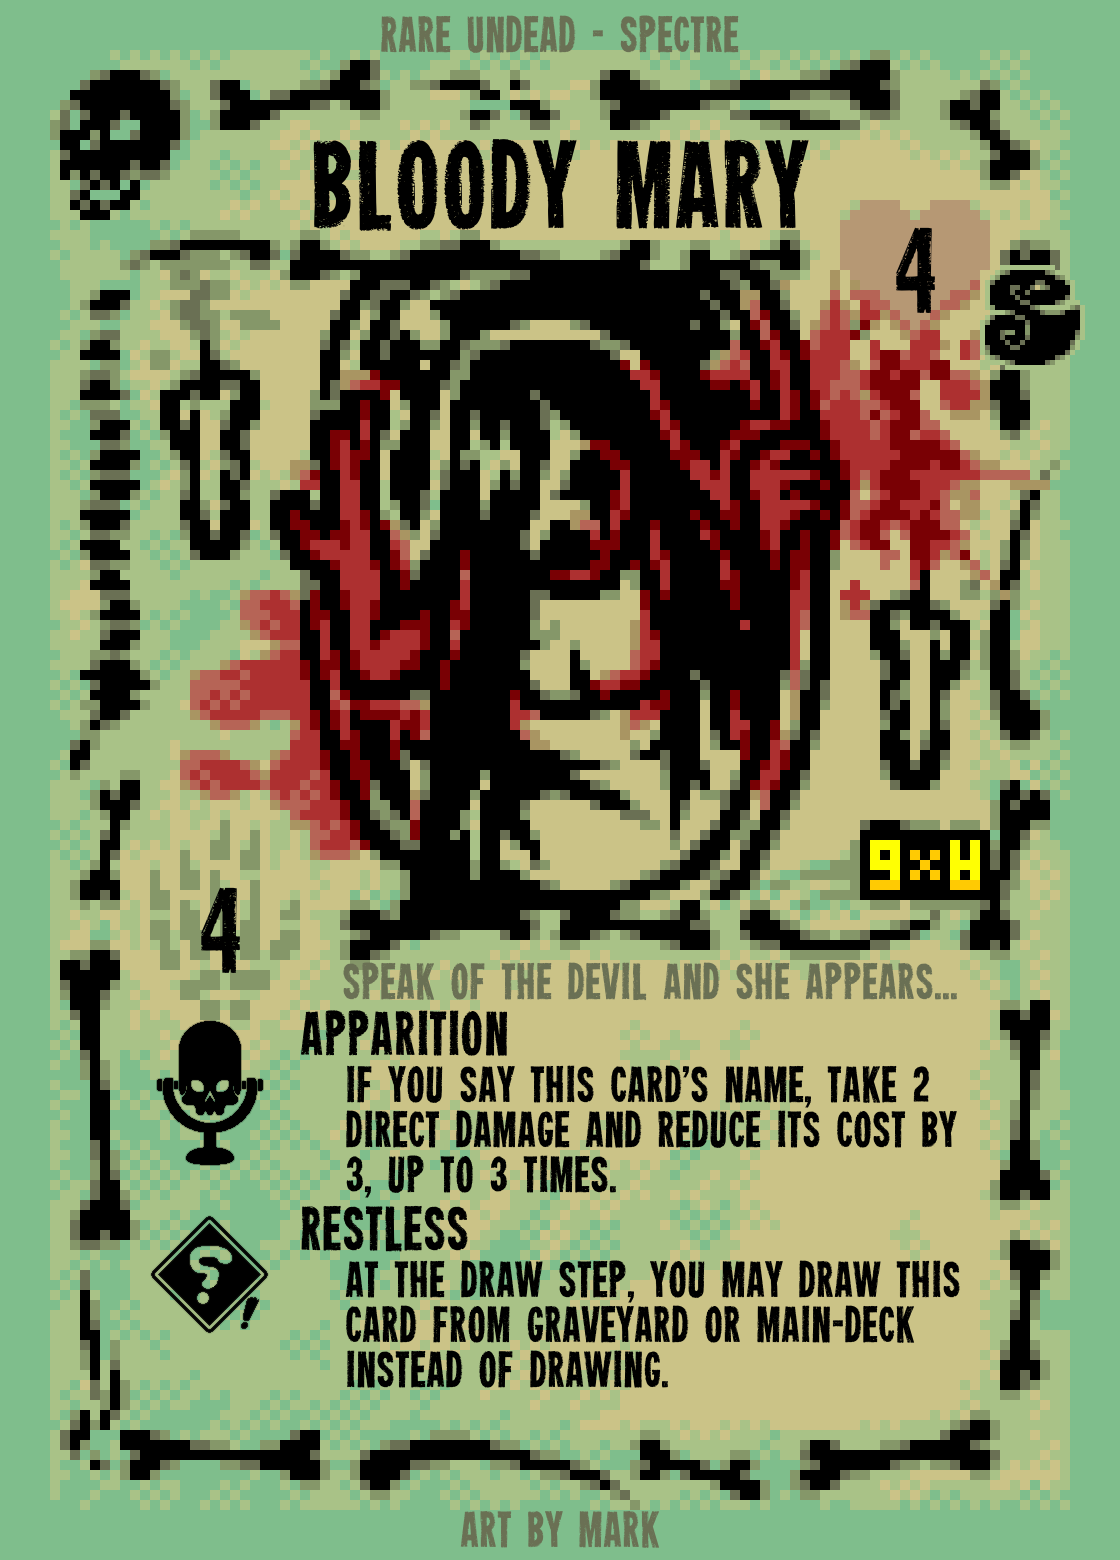 RARE UNDEAD - SPECTRE
BLOODY MARY
4
4
SPEAK OF THE DEVIL AND SHE APPEARS...
APPARITION
IF YOU SAY THIS CARD'S NAME, TAKE 2
DIRECT DAMAGE AND REDUCE ITS COST BY
3, UP TO 3 TIMES.
RESTLESS
?!
AT THE DRAW STEP, YOU MAY DRAW THIS
CARD FROM GRAVEYARD OR MAIN-DECK
INSTEAD OF DRAWING.
ART BY MARK